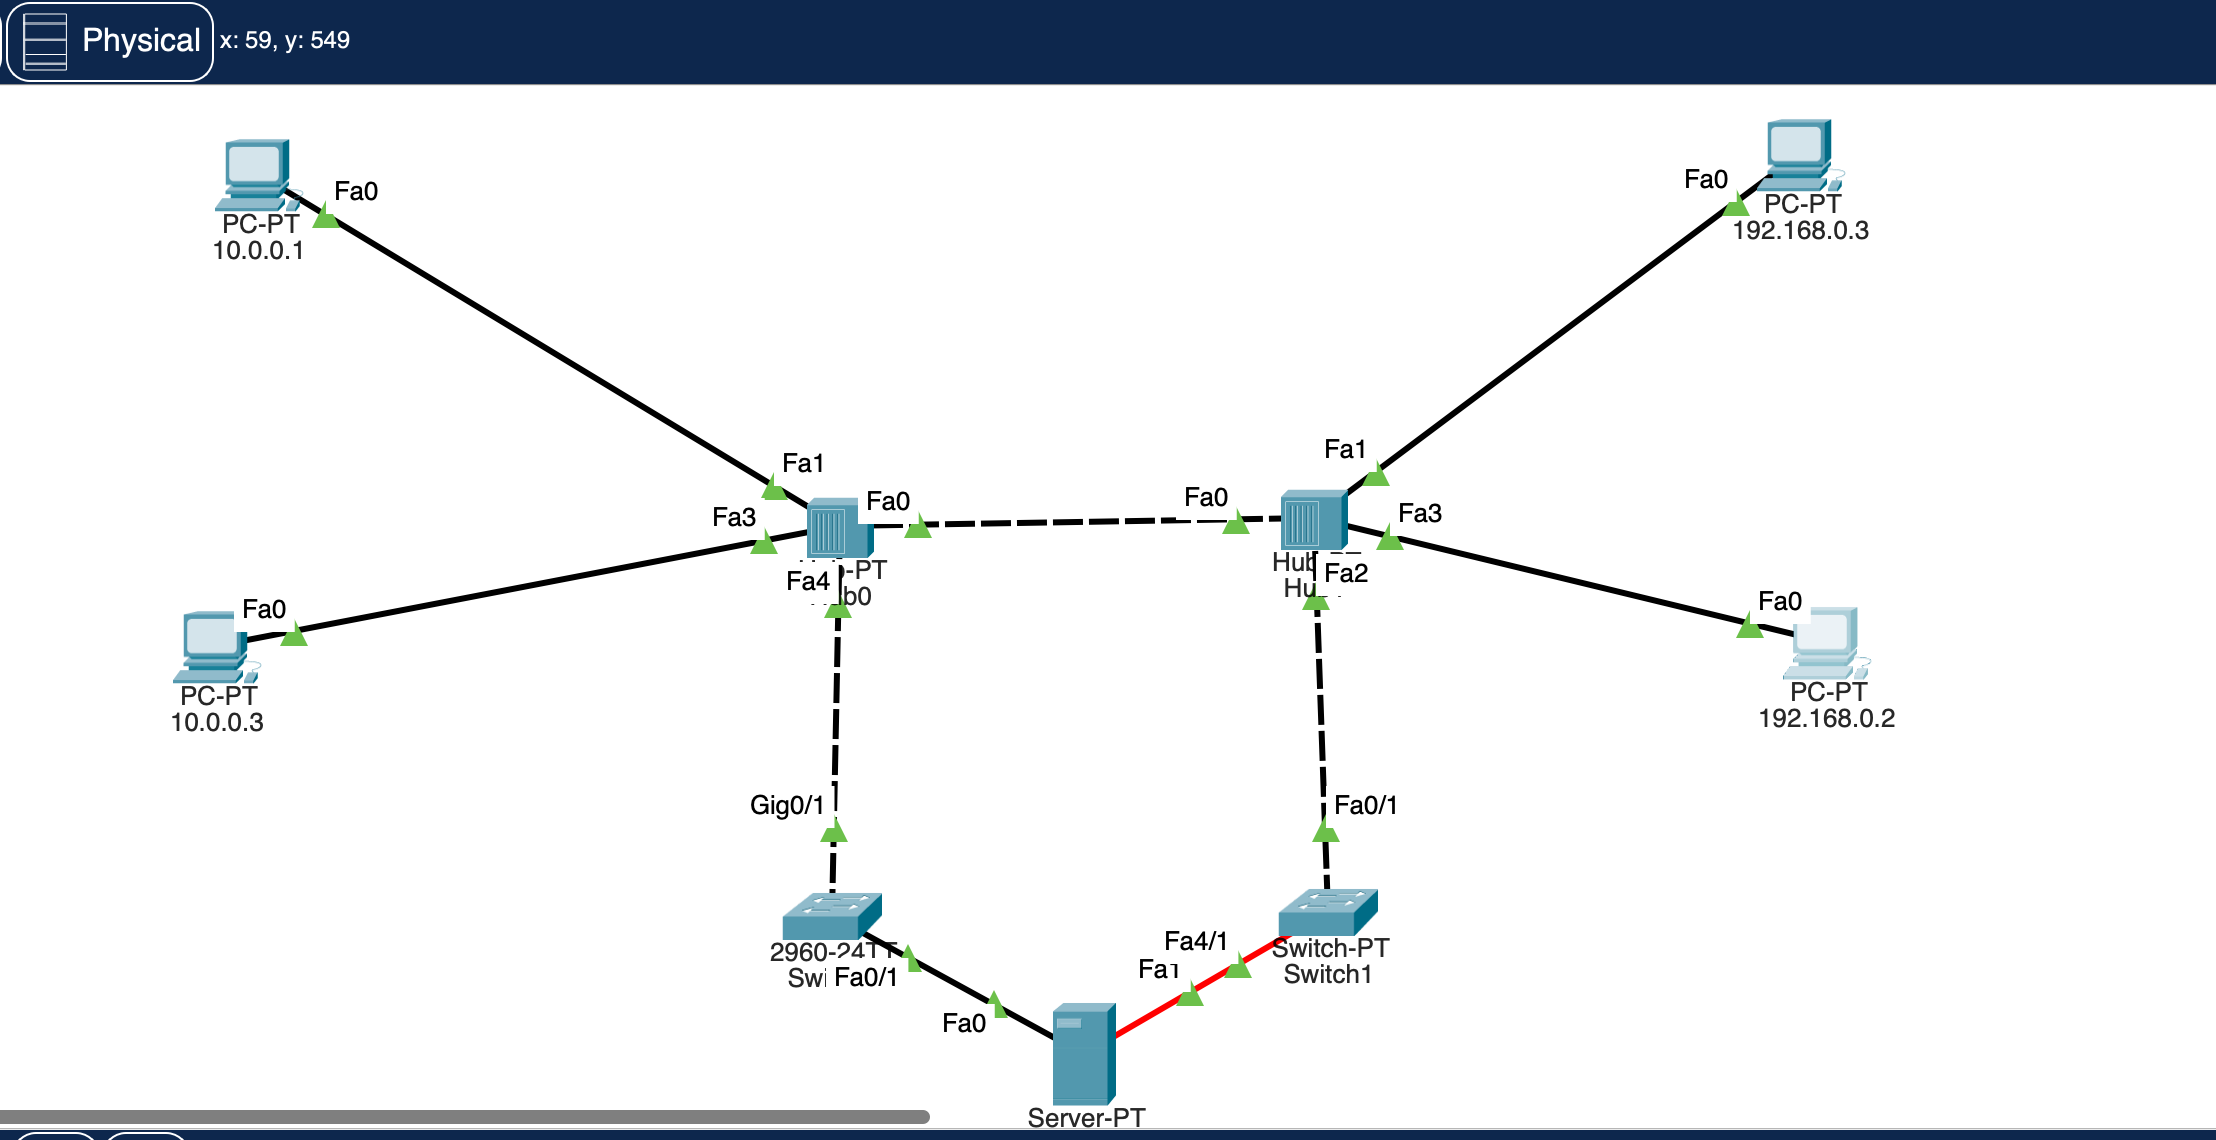 Physical
x: 59, y: 549
Fa0
PC-PT
10.0.0.1
Fa0
PC-PT
192.168.0.3
Fa1
Fa3
Fa0
Fa0
Fa1
Fa3
Fa4
-PT
b0
Hub
Hu
Fa2
Fa0
PC-PT
10.0.0.3
Fa0
PC-PT
192.168.0.2
Gig0/1
Fa0/1
2960-24TT
Swi
Fa0/1
Fa0
Fa4/1
Fa1
Switch-PT
Switch1
Server-PT